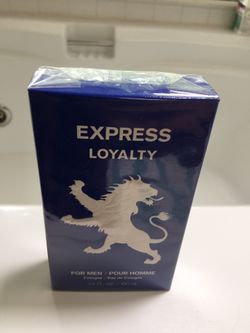 EXPRESS
LOYALTY
FOR MEN · POUR HOMME
Cologne · Eau de Cologne